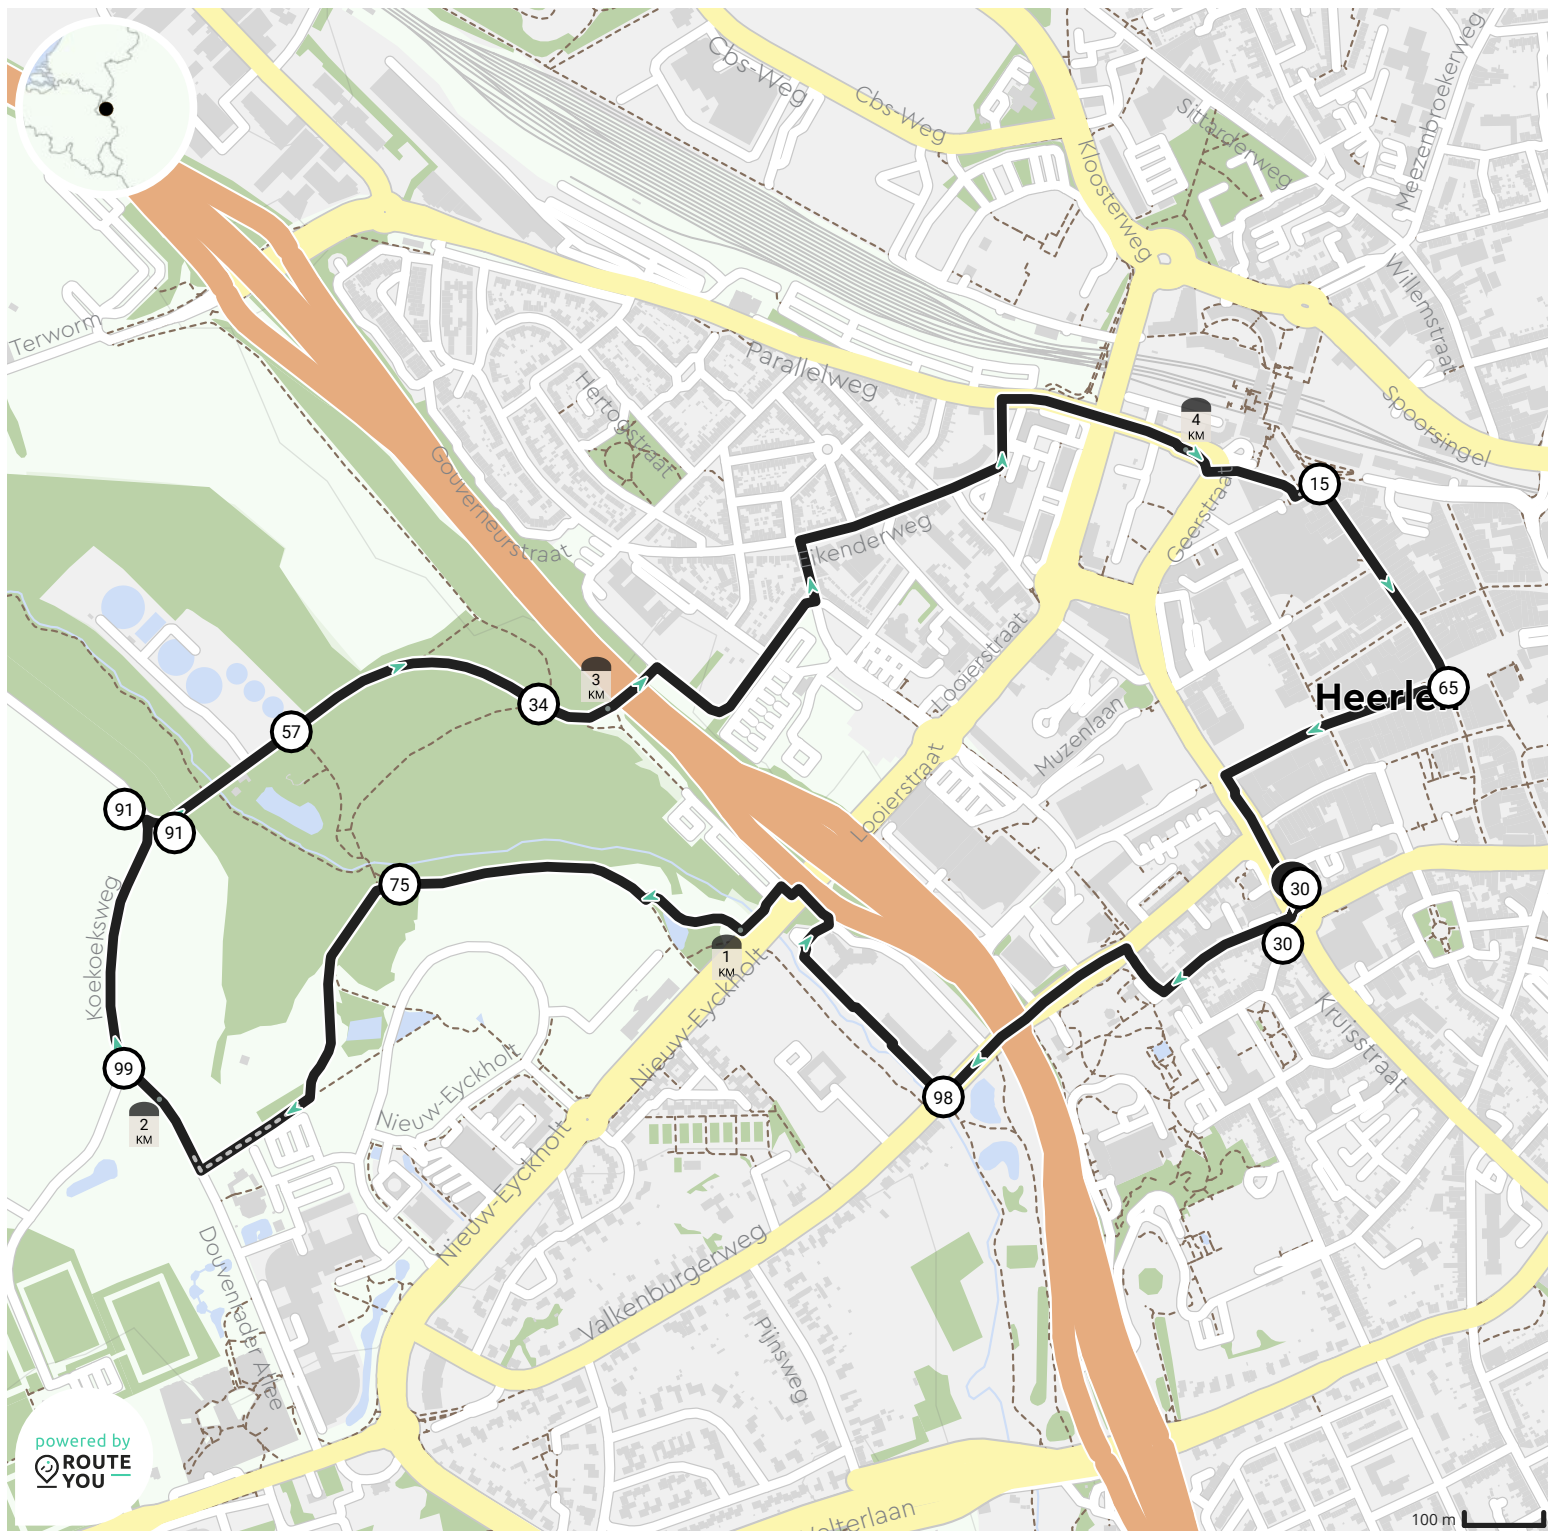 Cbs-Weg
Cbs-Weg
Sittarderweg
Meezenbroekerweg
Kloosterweg
Willemstraat
Terworm
Parallelweg
Hertogstraat
Spoorsingel
4
KM
Gouverneurstraat
15
Geerstraat
Eikenderweg
Looierstraat
3
KM
34
Heerlen
65
57
Muzenlaan
Looierstraat
91
91
75
30
30
Koekoeksweg
1
KM
Nieuw-Eyckholt
Kruisstraat
99
98
2
KM
Nieuw-Eyckholt
Nieuw-Eyckholt
Douvenrader Allee
Valkenburgerweg
Pijnsweg
powered by
ROUTE
YOU
Welterlaan
100 m